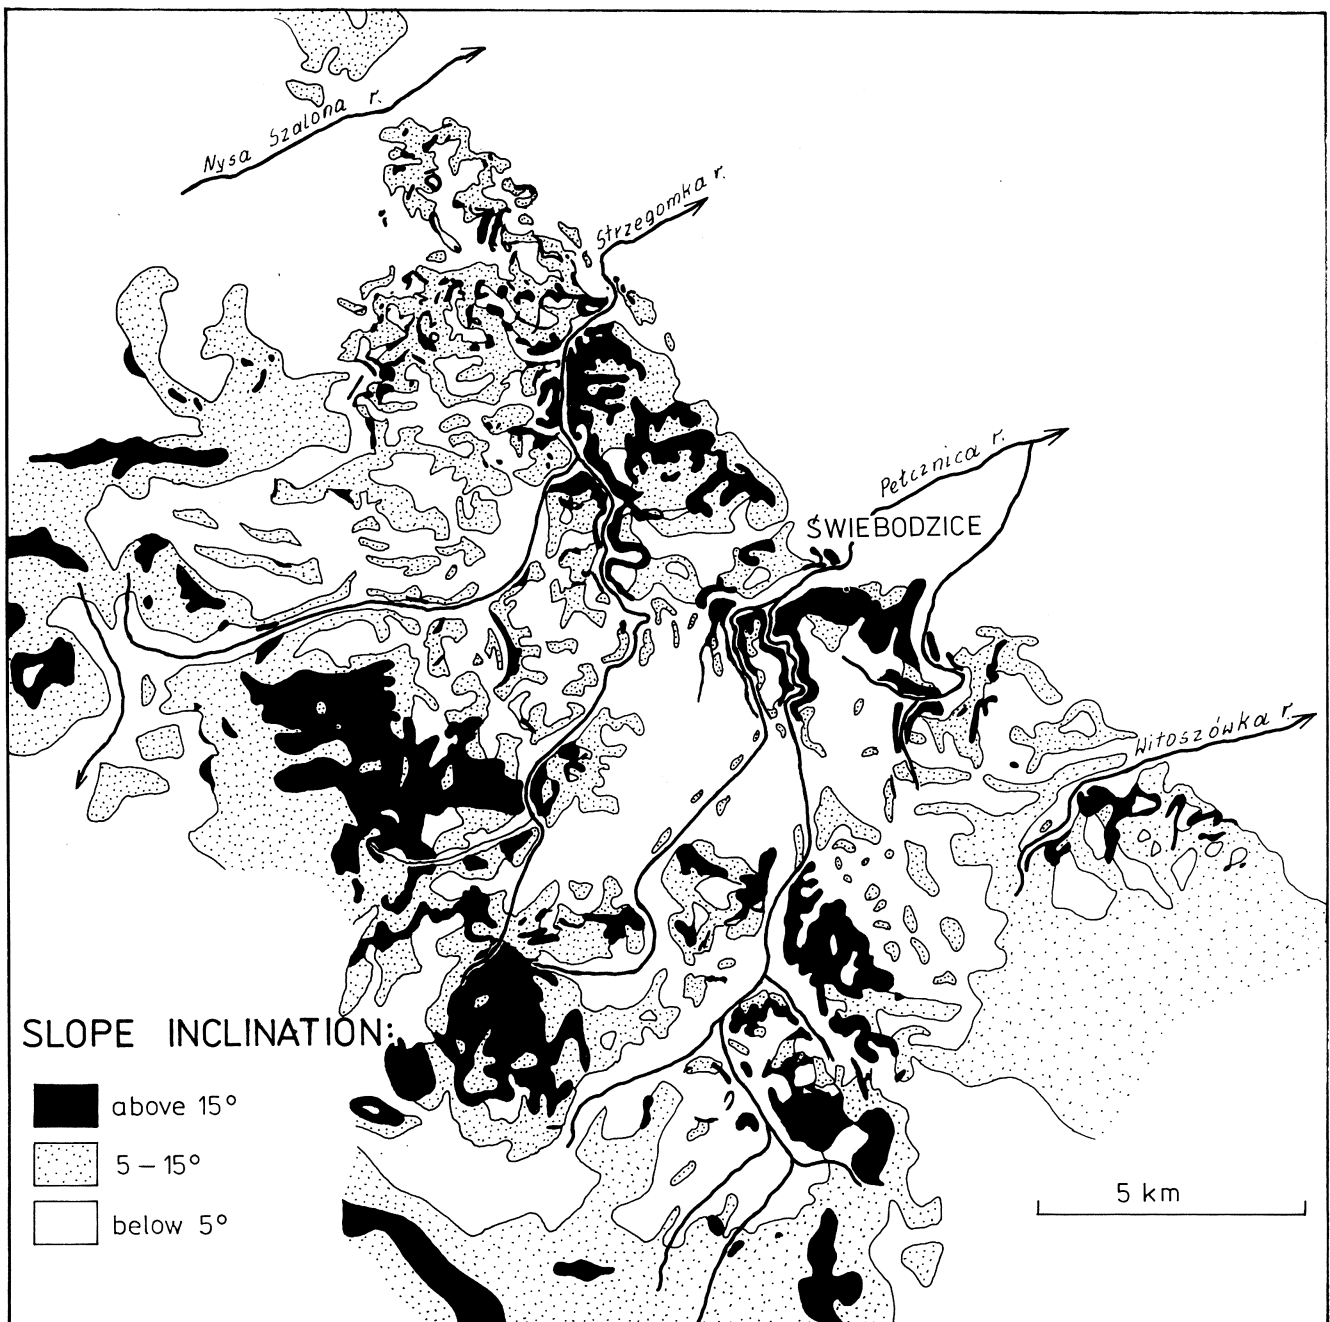 Nysa Szalona r.
Strzegomka r.
Pełcznica r.
ŚWIEBODZICE
Witoszówka r.
SLOPE INCLINATION:
above 15°
5 – 15°
below 5°
5 km